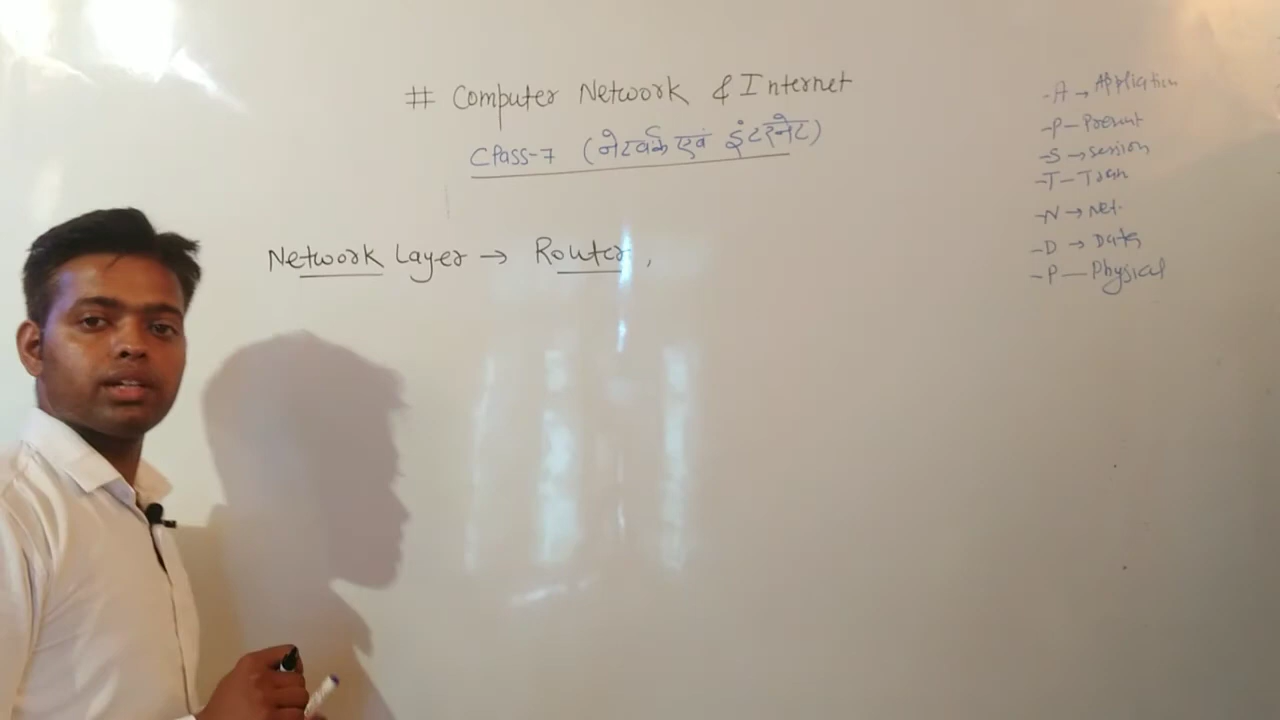 # Computer Network & Internet
Class-7 (नेटवर्क एवं इंटरनेट)
Network Layer → Router,
-A → Application
-P - Present
-S → Session
-T - Tran
-N → Net.
-D → Data
-P - Physical